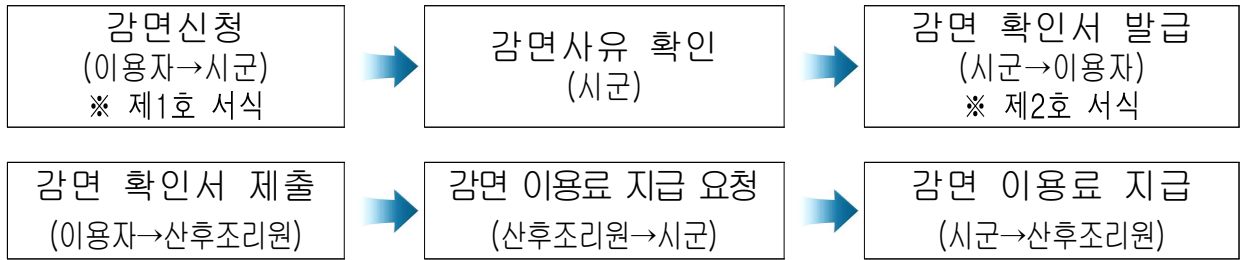 감면신청
(이용자→시군)
※ 제1호 서식
감면사유 확인
(시군)
감면 확인서 발급
(시군→이용자)
※ 제2호 서식
감면 확인서 제출
(이용자→산후조리원)
감면 이용료 지급 요청
(산후조리원→시군)
감면 이용료 지급
(시군→산후조리원)